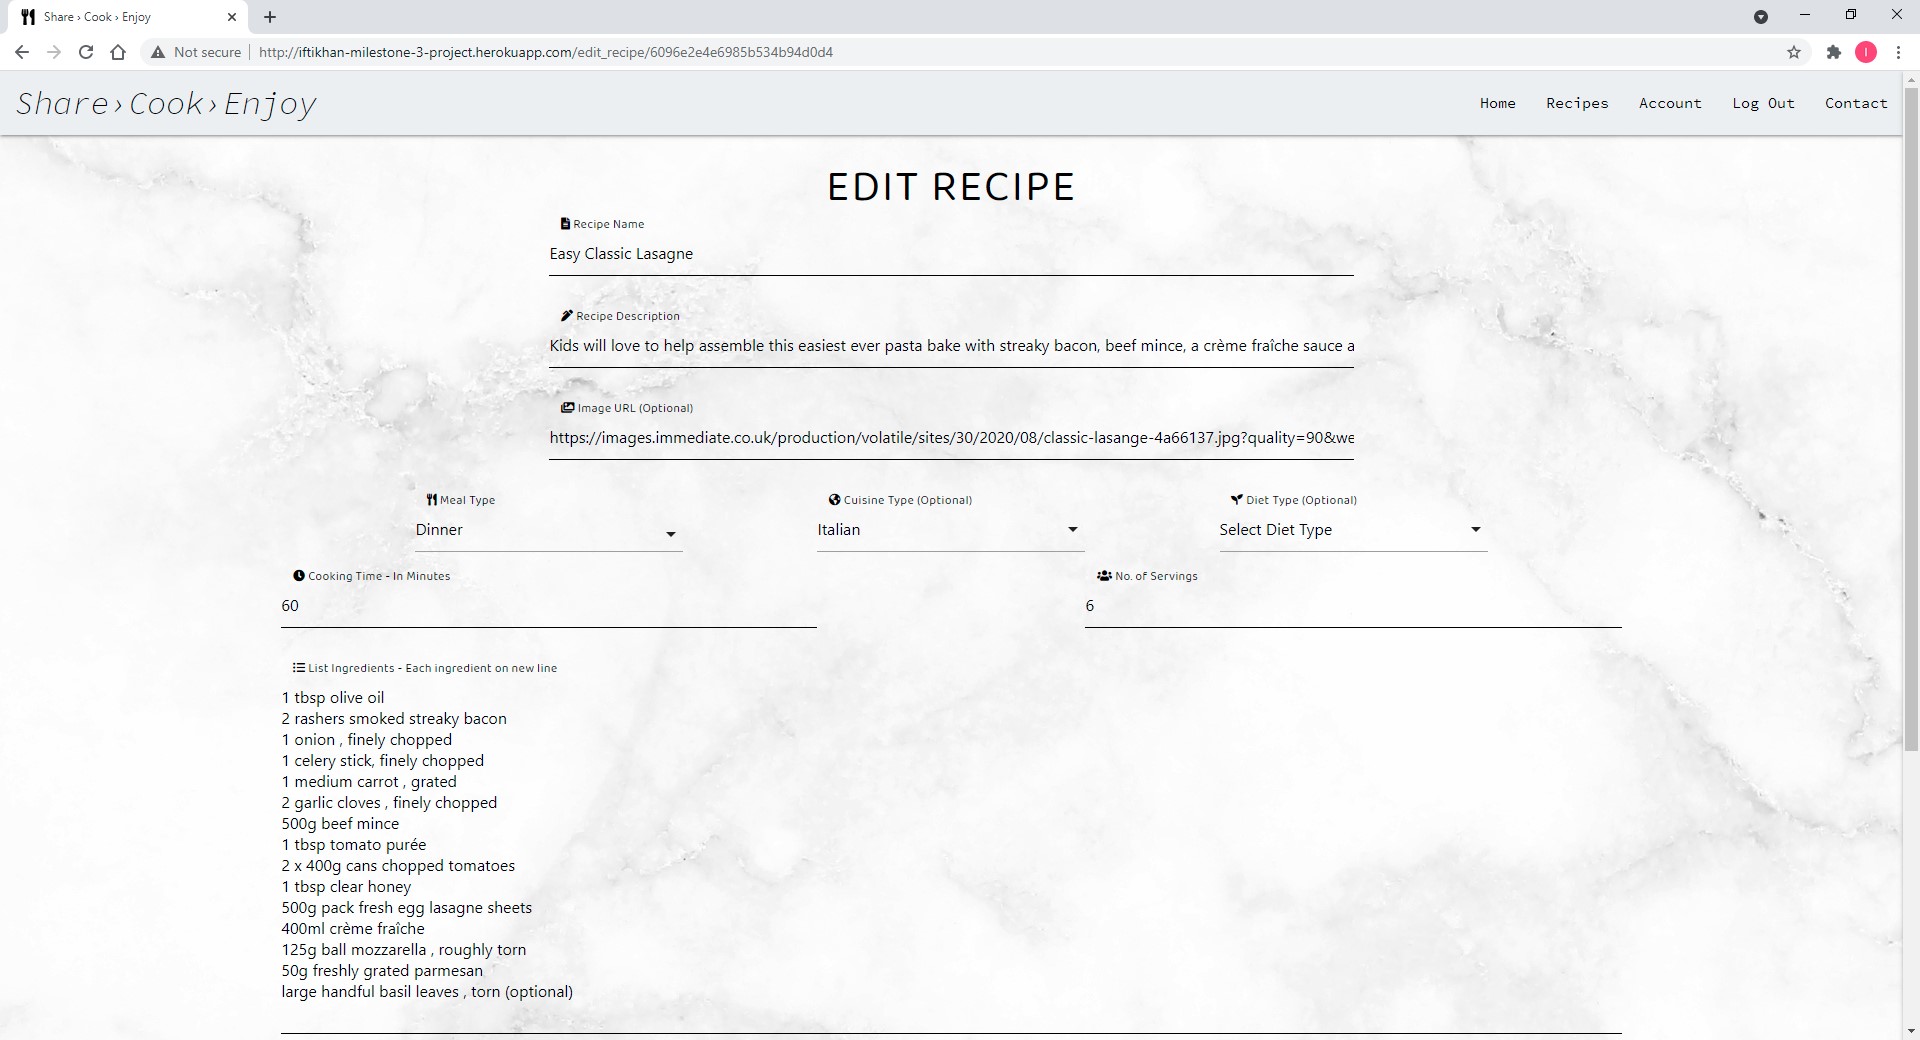 Share › Cook › Enjoy
Not secure
http://iftikhan-milestone-3-project.herokuapp.com/edit_recipe/6096e2e4e6985b534b94d0d4
I
Share›Cook›Enjoy
Home
Recipes
Account
Log Out
Contact
EDIT RECIPE
Recipe Name
Easy Classic Lasagne
Recipe Description
Kids will love to help assemble this easiest ever pasta bake with streaky bacon, beef mince, a crème fraîche sauce a
Image URL (Optional)
https://images.immediate.co.uk/production/volatile/sites/30/2020/08/classic-lasange-4a66137.jpg?quality=90&we
Meal Type
Dinner
Cuisine Type (Optional)
Italian
Diet Type (Optional)
Select Diet Type
Cooking Time - In Minutes
60
No. of Servings
6
List Ingredients - Each ingredient on new line
1 tbsp olive oil
2 rashers smoked streaky bacon
1 onion , finely chopped
1 celery stick, finely chopped
1 medium carrot , grated
2 garlic cloves , finely chopped
500g beef mince
1 tbsp tomato purée
2 x 400g cans chopped tomatoes
1 tbsp clear honey
500g pack fresh egg lasagne sheets
400ml crème fraîche
125g ball mozzarella , roughly torn
50g freshly grated parmesan
large handful basil leaves , torn (optional)